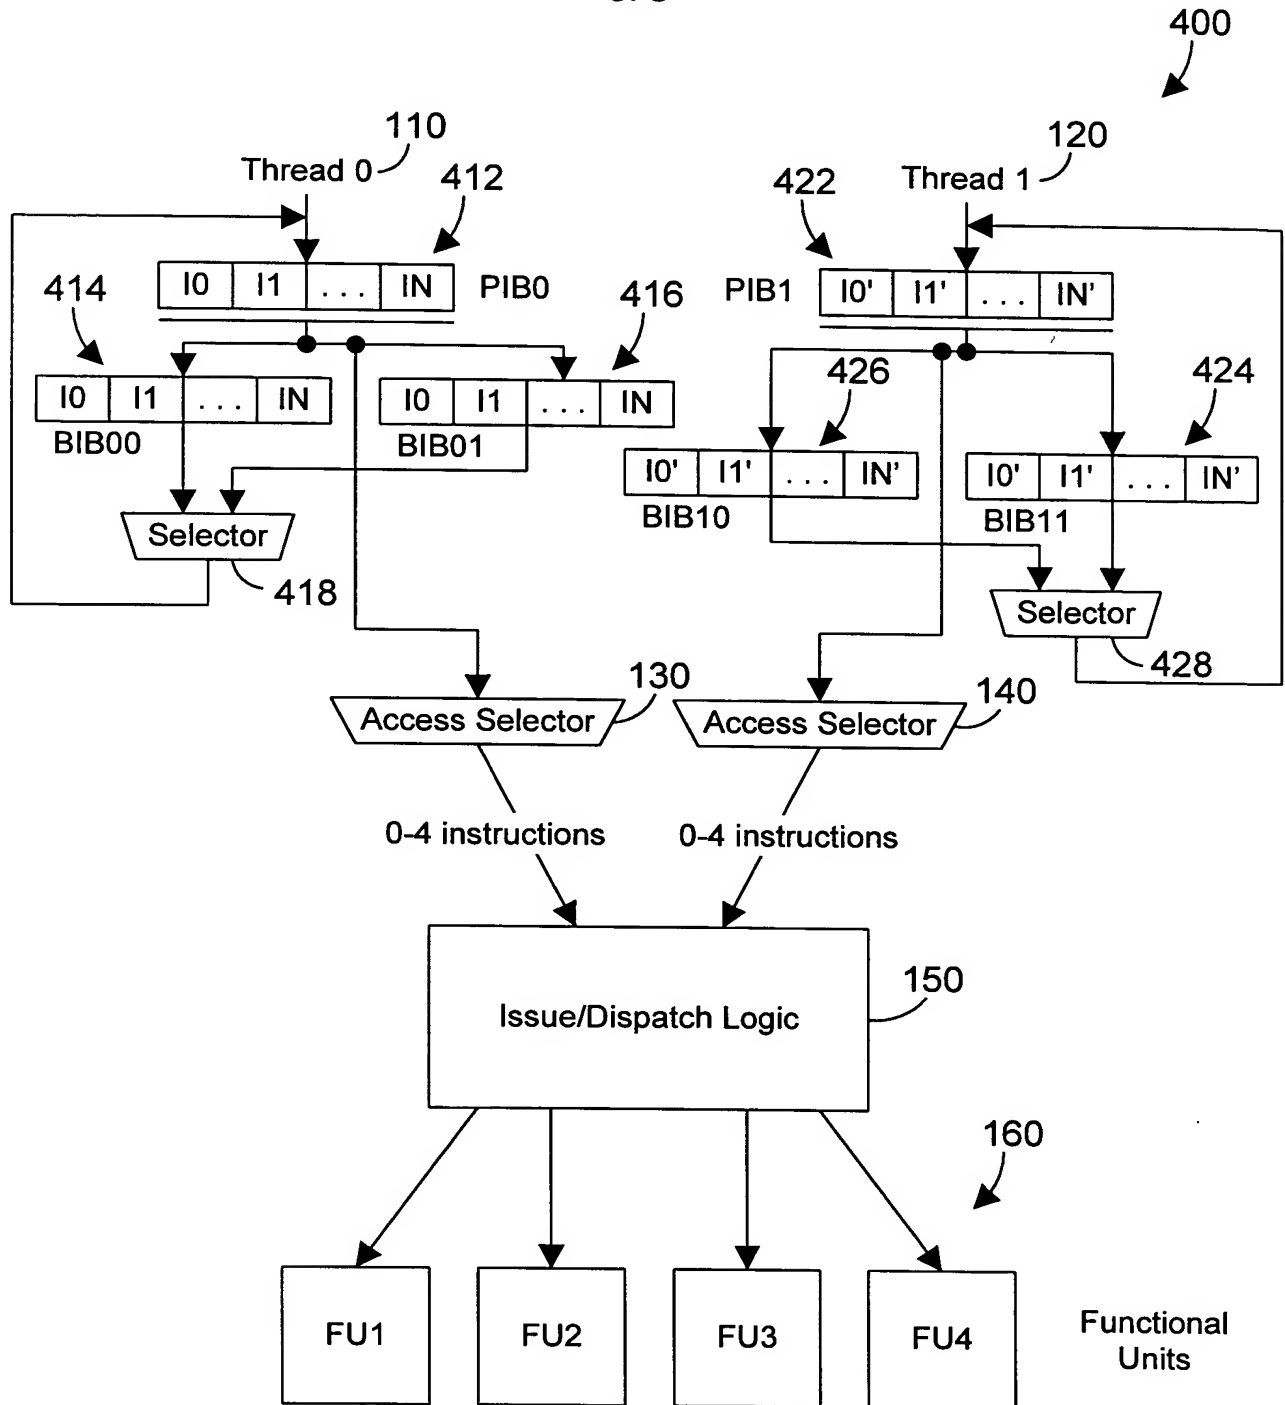 400
110
120
Thread 0
412
422
Thread 1
I0 I1 ... IN PIB0
PIB1 I0' I1' ... IN'
414
416
426
424
I0 I1 ... IN
I0 I1 ... IN
BIB00
BIB01
I0' I1' ... IN'
I0' I1' ... IN'
BIB10
BIB11
Selector
418
Selector
428
130
140
Access Selector
Access Selector
0-4 instructions
0-4 instructions
150
Issue/Dispatch Logic
160
FU1
FU2
FU3
FU4
Functional
Units